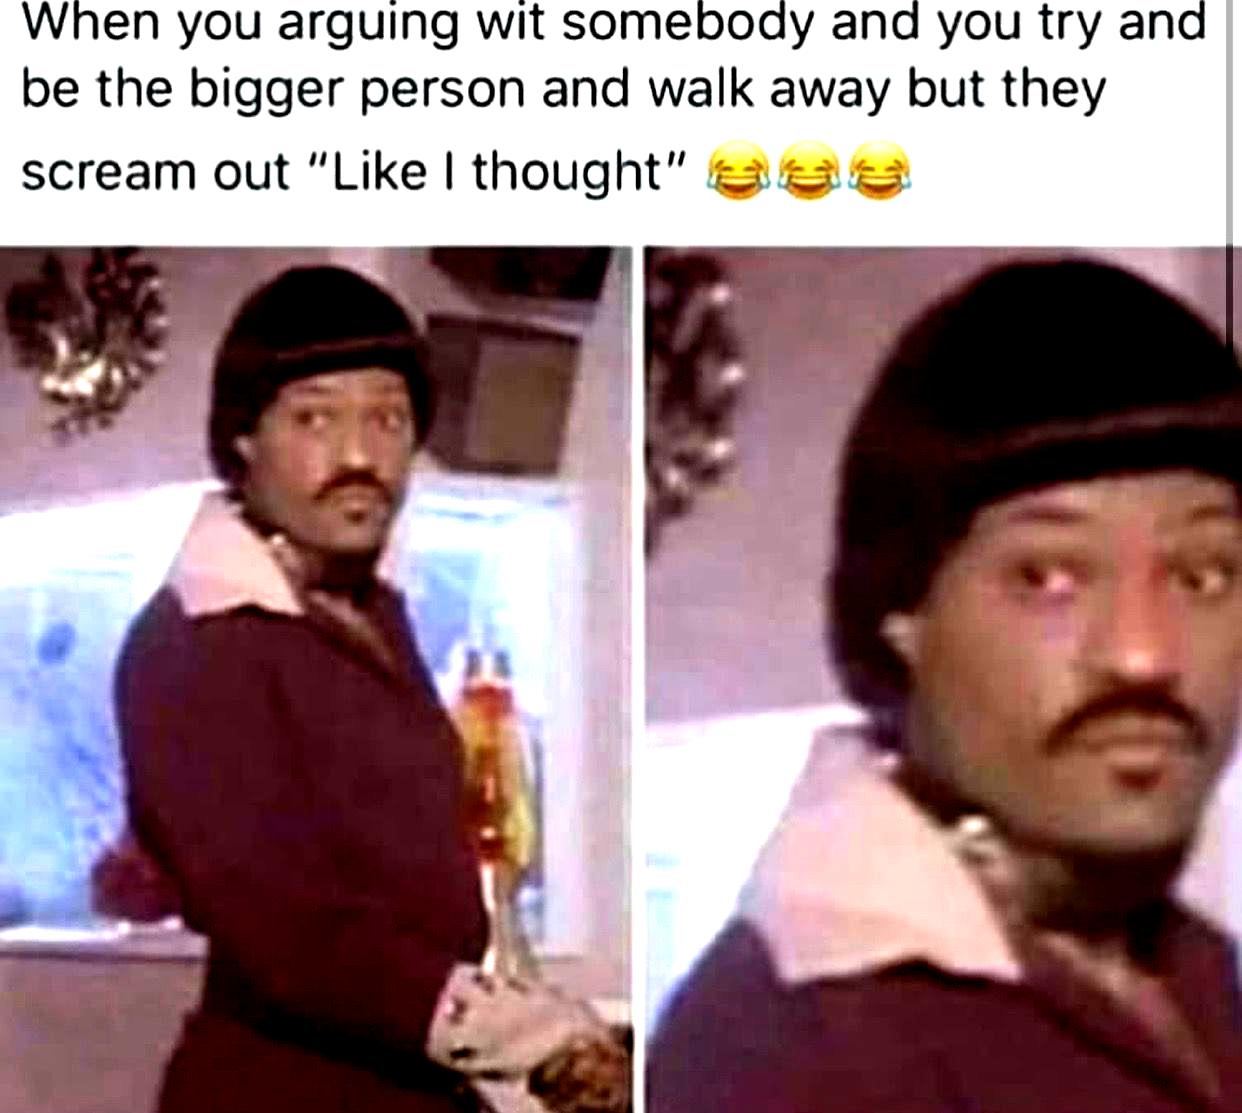 When you arguing wit somebody and you try and
be the bigger person and walk away but they
scream out "Like I thought" 😂😂😂